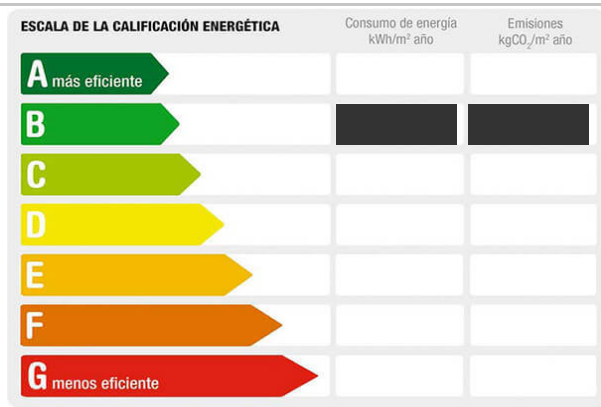 ESCALA DE LA CALIFICACIÓN ENERGÉTICA
Consumo de energía
kWh/m² año
Emisiones
kgCO₂/m² año
A más eficiente
B
C
D
E
F
G menos eficiente